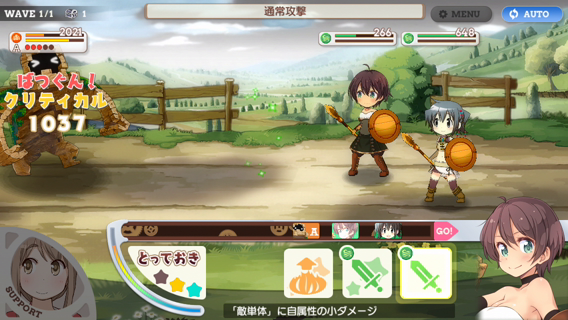 WAVE 1/1
1
通常攻撃
MENU
AUTO
2021
A
266
648
ばつぐん!
クリティカル
1037
A
GO!
とっておき
「敵単体」に自属性の小ダメージ
SUPPORT